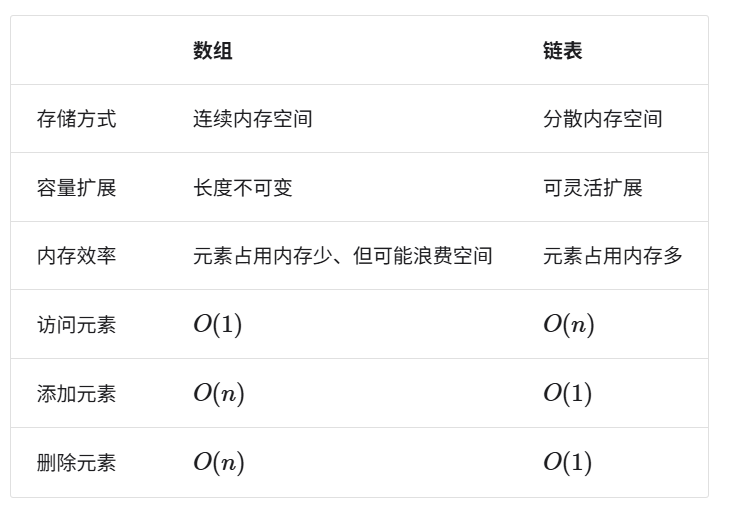 数组 链表
存储方式 连续内存空间 分散内存空间
容量扩展 长度不可变 可灵活扩展
内存效率 元素占用内存少、但可能浪费空间 元素占用内存多
访问元素 O(1) O(n)
添加元素 O(n) O(1)
删除元素 O(n) O(1)